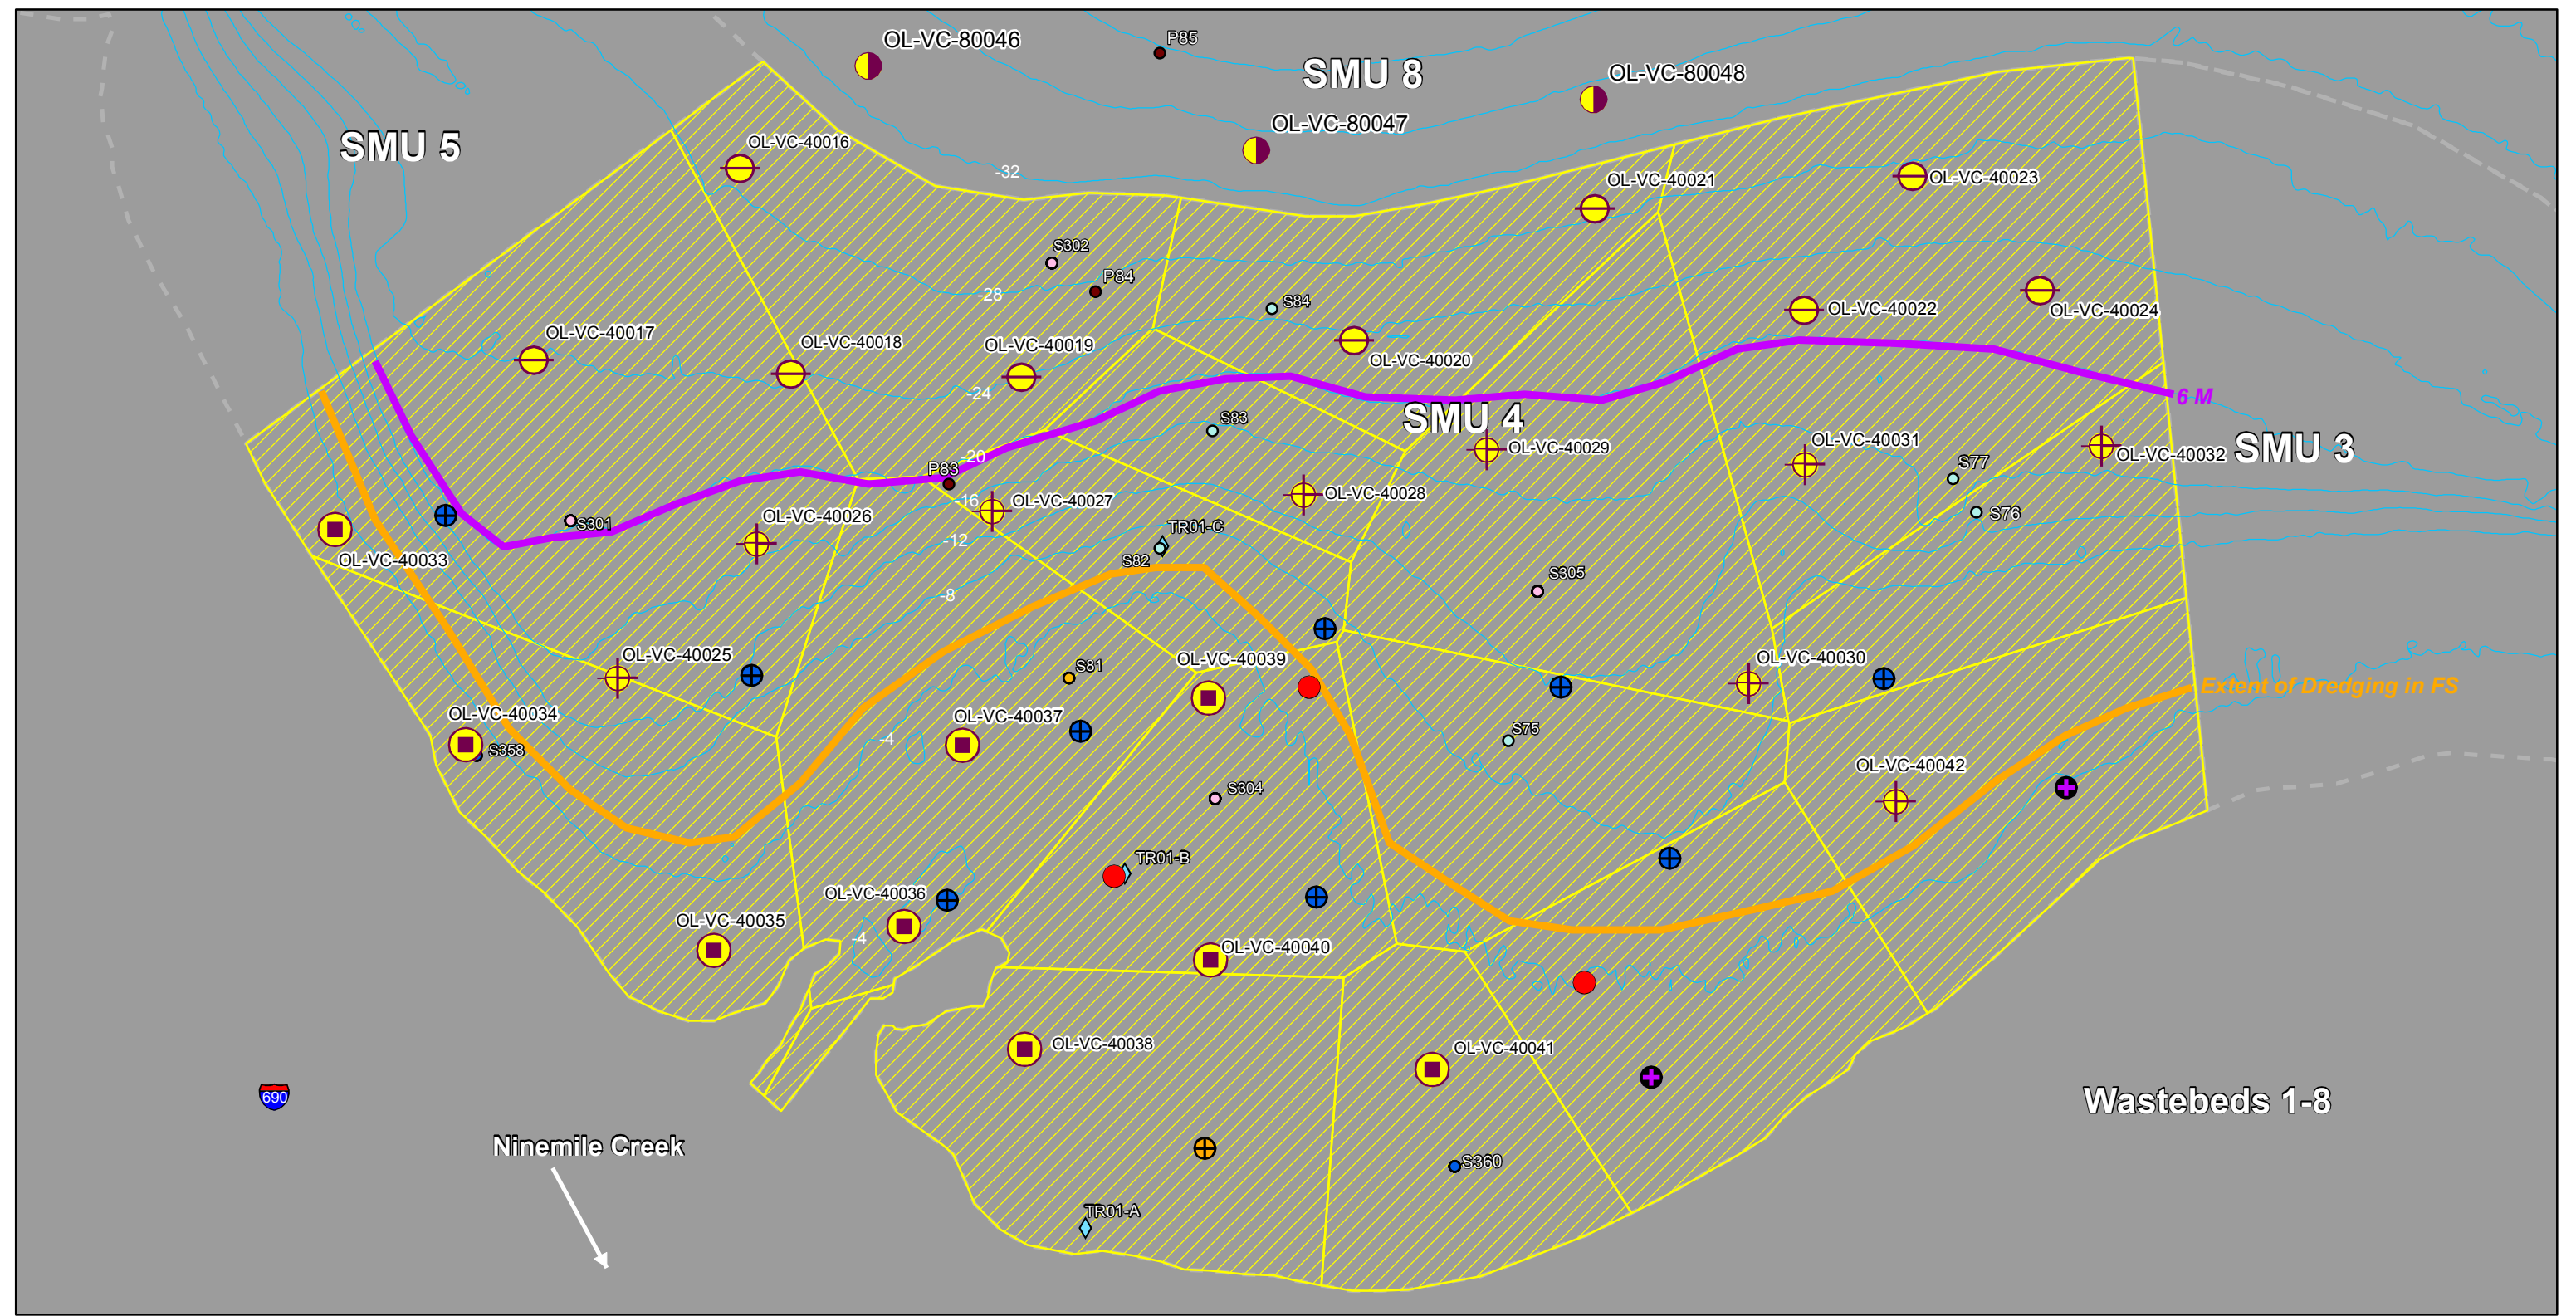 OL-VC-80046
P85
SMU 8
OL-VC-80048
OL-VC-80047
SMU 5
OL-VC-40016
-32
OL-VC-40021
OL-VC-40023
S302
P84
-28
S84
OL-VC-40022
OL-VC-40024
OL-VC-40017
OL-VC-40018
OL-VC-40019
OL-VC-40020
-24
6 M
S83
SMU 4
OL-VC-40029
OL-VC-40031
OL-VC-40032
SMU 3
-20
P83
S77
OL-VC-40028
-16
OL-VC-40027
S76
OL-VC-40026
S301
TR01-C
-12
OL-VC-40033
S82
S305
-8
OL-VC-40025
OL-VC-40039
OL-VC-40030
S81
Extent of Dredging in FS
OL-VC-40034
OL-VC-40037
S75
-4
S358
OL-VC-40042
S304
TR01-B
OL-VC-40036
OL-VC-40035
-4
OL-VC-40040
OL-VC-40038
OL-VC-40041
690
Wastebeds 1-8
Ninemile Creek
S360
TR01-A